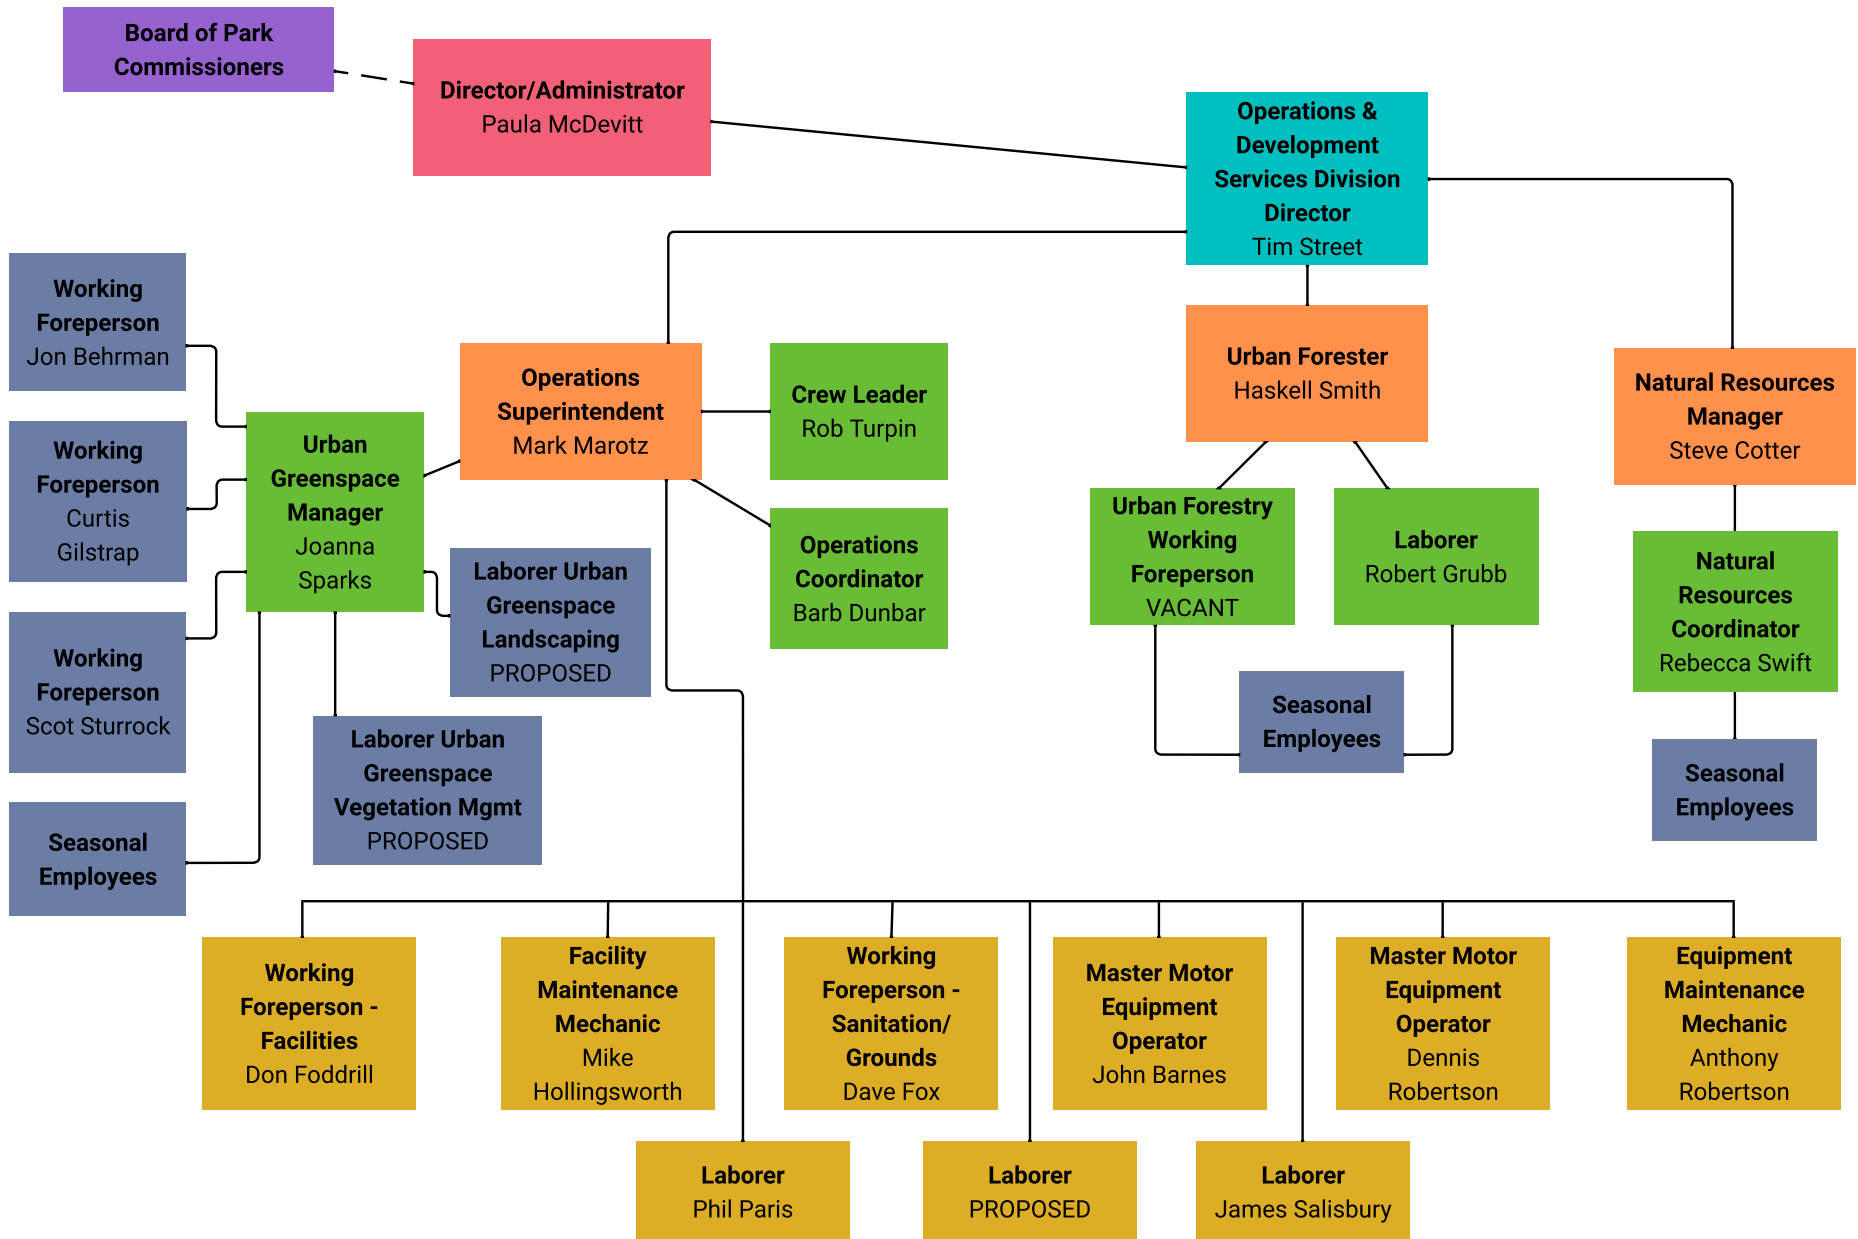 Board of Park
Commissioners
Director/Administrator
Paula McDevitt
Operations &
Development
Services Division
Director
Tim Street
Working
Foreperson
Jon Behrman
Operations
Superintendent
Mark Marotz
Crew Leader
Rob Turpin
Urban Forester
Haskell Smith
Natural Resources
Manager
Steve Cotter
Working
Foreperson
Curtis
Gilstrap
Urban
Greenspace
Manager
Joanna
Sparks
Laborer Urban
Greenspace
Landscaping
PROPOSED
Operations
Coordinator
Barb Dunbar
Urban Forestry
Working
Foreperson
VACANT
Laborer
Robert Grubb
Natural
Resources
Coordinator
Rebecca Swift
Working
Foreperson
Scot Sturrock
Laborer Urban
Greenspace
Vegetation Mgmt
PROPOSED
Seasonal
Employees
Seasonal
Employees
Seasonal
Employees
Working
Foreperson -
Facilities
Don Foddrill
Facility
Maintenance
Mechanic
Mike
Hollingsworth
Working
Foreperson -
Sanitation/
Grounds
Dave Fox
Master Motor
Equipment
Operator
John Barnes
Master Motor
Equipment
Operator
Dennis
Robertson
Equipment
Maintenance
Mechanic
Anthony
Robertson
Laborer
Phil Paris
Laborer
PROPOSED
Laborer
James Salisbury